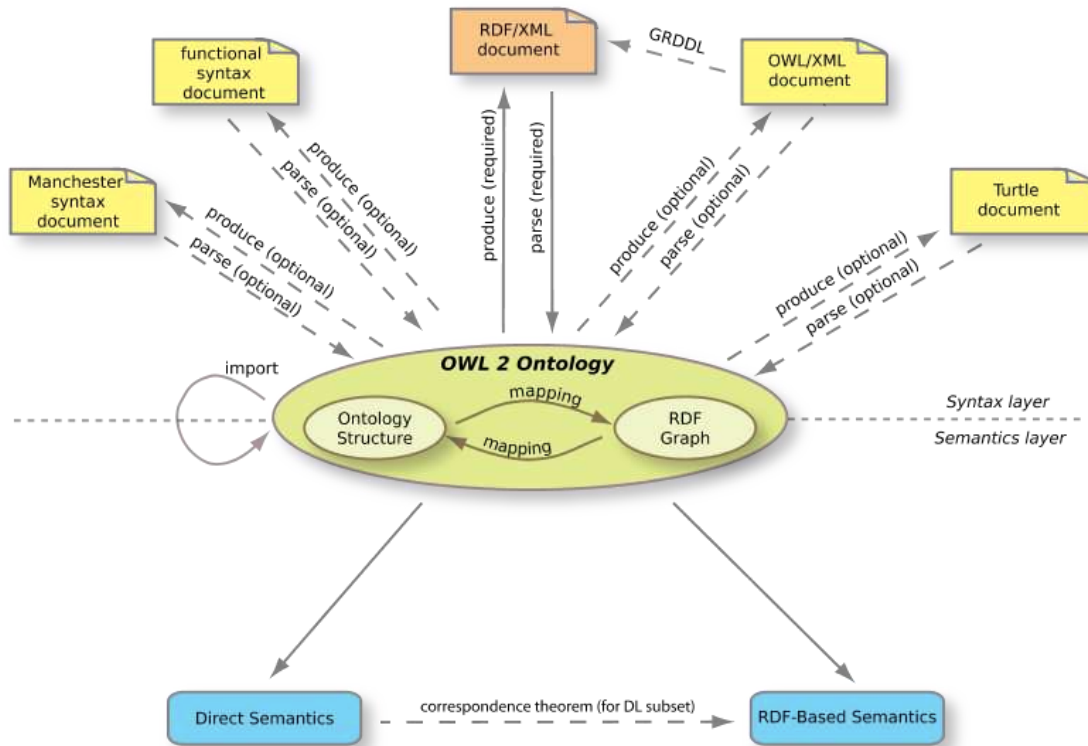 functional
syntax
document
RDF/XML
document
GRDDL
OWL/XML
document
Manchester
syntax
document
Turtle
document
produce (optional)
parse (optional)
produce (optional)
parse (optional)
produce (required)
parse (required)
produce (optional)
parse (optional)
produce (optional)
parse (optional)
import
OWL 2 Ontology
mapping
Ontology
Structure
RDF
Graph
mapping
Syntax layer
Semantics layer
Direct Semantics
correspondence theorem (for DL subset)
RDF-Based Semantics